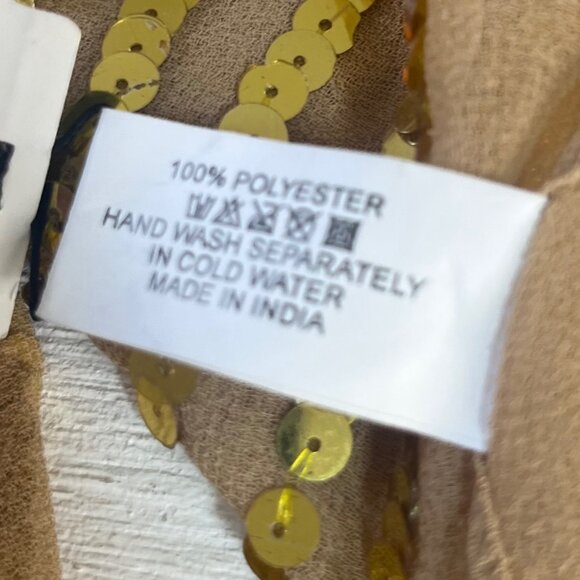 100% POLYESTER
HAND WASH SEPARATELY
IN COLD WATER
MADE IN INDIA